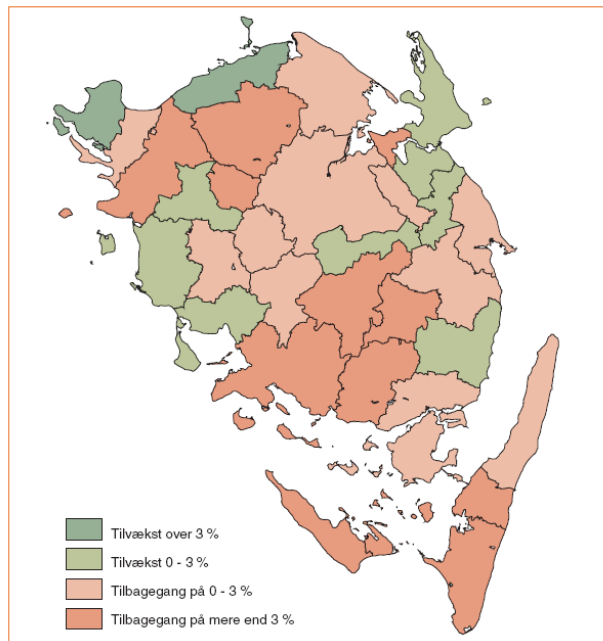 Tilvækst over 3 %
Tilvækst 0 - 3 %
Tilbagegang på 0 - 3 %
Tilbagegang på mere end 3 %